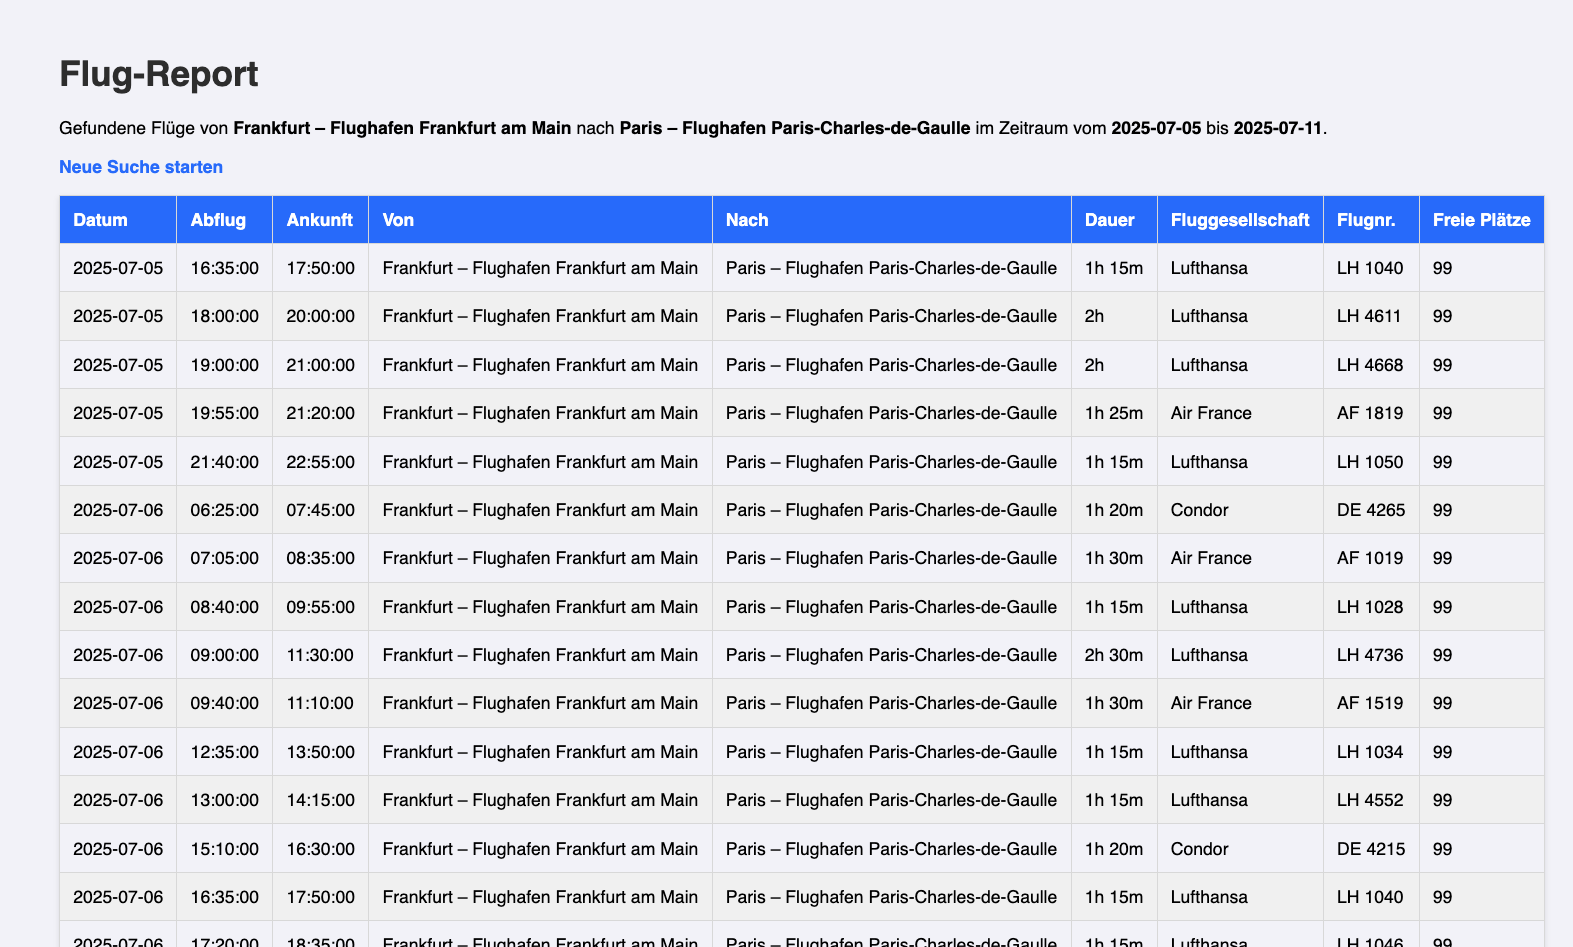 Flug-Report
Gefundene Flüge von Frankfurt – Flughafen Frankfurt am Main nach Paris – Flughafen Paris-Charles-de-Gaulle im Zeitraum vom 2025-07-05 bis 2025-07-11.
Neue Suche starten
Datum Abflug Ankunft Von Nach Dauer Fluggesellschaft Flugnr. Freie Plätze
2025-07-05 16:35:00 17:50:00 Frankfurt – Flughafen Frankfurt am Main Paris – Flughafen Paris-Charles-de-Gaulle 1h 15m Lufthansa LH 1040 99
2025-07-05 18:00:00 20:00:00 Frankfurt – Flughafen Frankfurt am Main Paris – Flughafen Paris-Charles-de-Gaulle 2h Lufthansa LH 4611 99
2025-07-05 19:00:00 21:00:00 Frankfurt – Flughafen Frankfurt am Main Paris – Flughafen Paris-Charles-de-Gaulle 2h Lufthansa LH 4668 99
2025-07-05 19:55:00 21:20:00 Frankfurt – Flughafen Frankfurt am Main Paris – Flughafen Paris-Charles-de-Gaulle 1h 25m Air France AF 1819 99
2025-07-05 21:40:00 22:55:00 Frankfurt – Flughafen Frankfurt am Main Paris – Flughafen Paris-Charles-de-Gaulle 1h 15m Lufthansa LH 1050 99
2025-07-06 06:25:00 07:45:00 Frankfurt – Flughafen Frankfurt am Main Paris – Flughafen Paris-Charles-de-Gaulle 1h 20m Condor DE 4265 99
2025-07-06 07:05:00 08:35:00 Frankfurt – Flughafen Frankfurt am Main Paris – Flughafen Paris-Charles-de-Gaulle 1h 30m Air France AF 1019 99
2025-07-06 08:40:00 09:55:00 Frankfurt – Flughafen Frankfurt am Main Paris – Flughafen Paris-Charles-de-Gaulle 1h 15m Lufthansa LH 1028 99
2025-07-06 09:00:00 11:30:00 Frankfurt – Flughafen Frankfurt am Main Paris – Flughafen Paris-Charles-de-Gaulle 2h 30m Lufthansa LH 4736 99
2025-07-06 09:40:00 11:10:00 Frankfurt – Flughafen Frankfurt am Main Paris – Flughafen Paris-Charles-de-Gaulle 1h 30m Air France AF 1519 99
2025-07-06 12:35:00 13:50:00 Frankfurt – Flughafen Frankfurt am Main Paris – Flughafen Paris-Charles-de-Gaulle 1h 15m Lufthansa LH 1034 99
2025-07-06 13:00:00 14:15:00 Frankfurt – Flughafen Frankfurt am Main Paris – Flughafen Paris-Charles-de-Gaulle 1h 15m Lufthansa LH 4552 99
2025-07-06 15:10:00 16:30:00 Frankfurt – Flughafen Frankfurt am Main Paris – Flughafen Paris-Charles-de-Gaulle 1h 20m Condor DE 4215 99
2025-07-06 16:35:00 17:50:00 Frankfurt – Flughafen Frankfurt am Main Paris – Flughafen Paris-Charles-de-Gaulle 1h 15m Lufthansa LH 1040 99
2025-07-06 17:20:00 18:35:00 Frankfurt – Flughafen Frankfurt am Main Paris – Flughafen Paris-Charles-de-Gaulle 1h 15m Lufthansa LH 1046 99